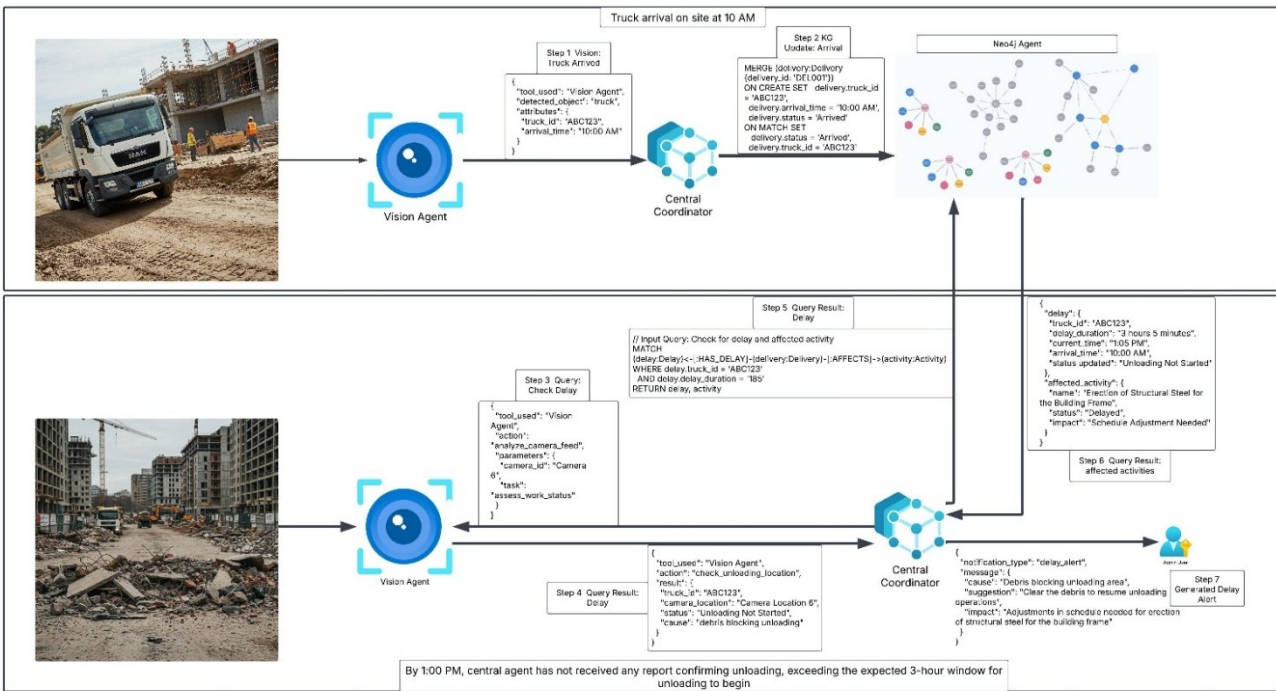 Truck arrival on site at 10 AM
Step 1 Vision:
Truck Arrived
{
"tool_used": "Vision Agent",
"detected_object": "truck",
"attributes": {
"truck_id": "ABC123",
"arrival_time": "10:00 AM"
}
}
Vision Agent
Central
Coordinator
Step 2 KG
Update: Arrival
MERGE (delivery:Delivery
{delivery_id: 'DEL001'})
ON CREATE SET delivery.truck_id
= 'ABC123',
delivery.arrival_time = '10:00 AM',
delivery.status = 'Arrived'
ON MATCH SET
delivery.status = 'Arrived',
delivery.truck_id = 'ABC123'
Neo4j Agent
Step 5 Query Result:
Delay
// Input Query: Check for delay and affected activity
MATCH
(delay:Delay)<-[:HAS_DELAY]-(delivery:Delivery)-[:AFFECTS]->(activity:Activity)
WHERE delay.truck_id = 'ABC123'
AND delay.delay_duration = '185'
RETURN delay, activity
{
"delay": {
"truck_id": "ABC123",
"delay_duration": "3 hours 5 minutes",
"current_time": "1:05 PM",
"arrival_time": "10:00 AM",
"status updated": "Unloading Not Started"
},
"affected_activity": {
"name": "Erection of Structural Steel for
the Building Frame",
"status": "Delayed",
"impact": "Schedule Adjustment Needed"
}
}
Step 6 Query Result:
affected activities
Step 3 Query:
Check Delay
{
"tool_used": "Vision
Agent",
"action":
"analyze_camera_feed",
"parameters": {
"camera_id": "Camera
6",
"task":
"assess_work_status"
}
}
Vision Agent
Step 4 Query Result:
Delay
{
"tool_used": "Vision Agent",
"action": "check_unloading_location",
"result": {
"truck_id": "ABC123",
"camera_location": "Camera Location 6",
"status": "Unloading Not Started",
"cause": "debris blocking unloading"
}
}
Central
Coordinator
{
"notification_type": "delay_alert",
"message": {
"cause": "Debris blocking unloading area",
"suggestion": "Clear the debris to resume unloading
operations",
"impact": "Adjustments in schedule needed for erection
of structural steel for the building frame"
}
}
Step 7
Generated Delay
Alert
By 1:00 PM, central agent has not received any report confirming unloading, exceeding the expected 3-hour window for
unloading to begin